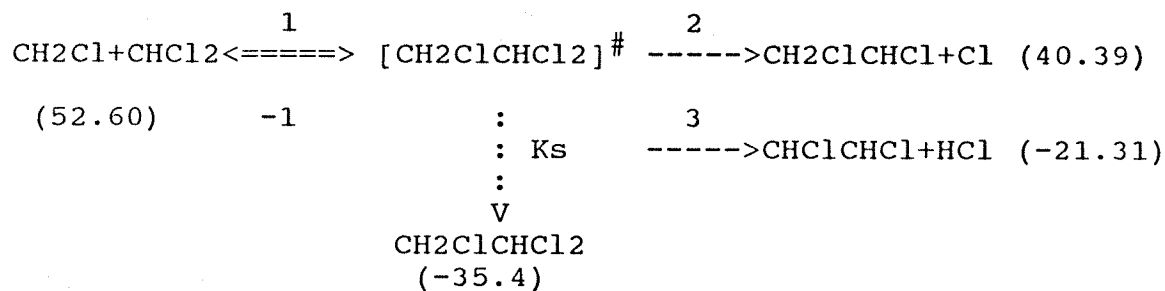 1 2
CH2Cl+CHCl2<=====> [CH2ClCHCl2]# ----->CH2ClCHCl+Cl (40.39)
(52.60) -1 : 3
: Ks ----->CHClCHCl+HCl (-21.31)
:
V
CH2ClCHCl2
(-35.4)